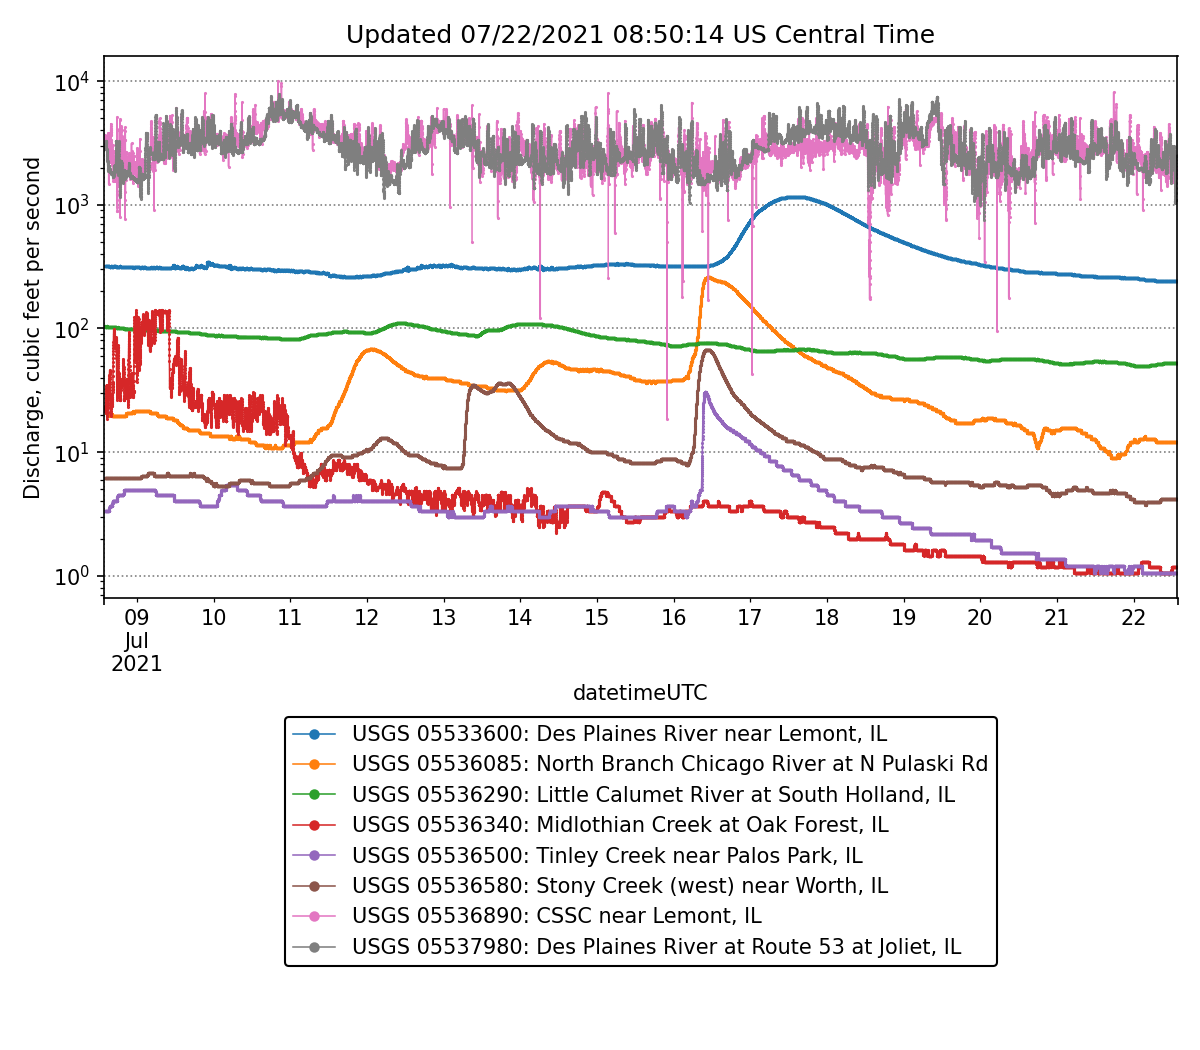 Updated 07/22/2021 08:50:14 US Central Time
Discharge, cubic feet per second
10^4
10^3
10^2
10^1
10^0
09 10 11 12 13 14 15 16 17 18 19 20 21 22
Jul
2021
datetimeUTC
USGS 05533600: Des Plaines River near Lemont, IL
USGS 05536085: North Branch Chicago River at N Pulaski Rd
USGS 05536290: Little Calumet River at South Holland, IL
USGS 05536340: Midlothian Creek at Oak Forest, IL
USGS 05536500: Tinley Creek near Palos Park, IL
USGS 05536580: Stony Creek (west) near Worth, IL
USGS 05536890: CSSC near Lemont, IL
USGS 05537980: Des Plaines River at Route 53 at Joliet, IL